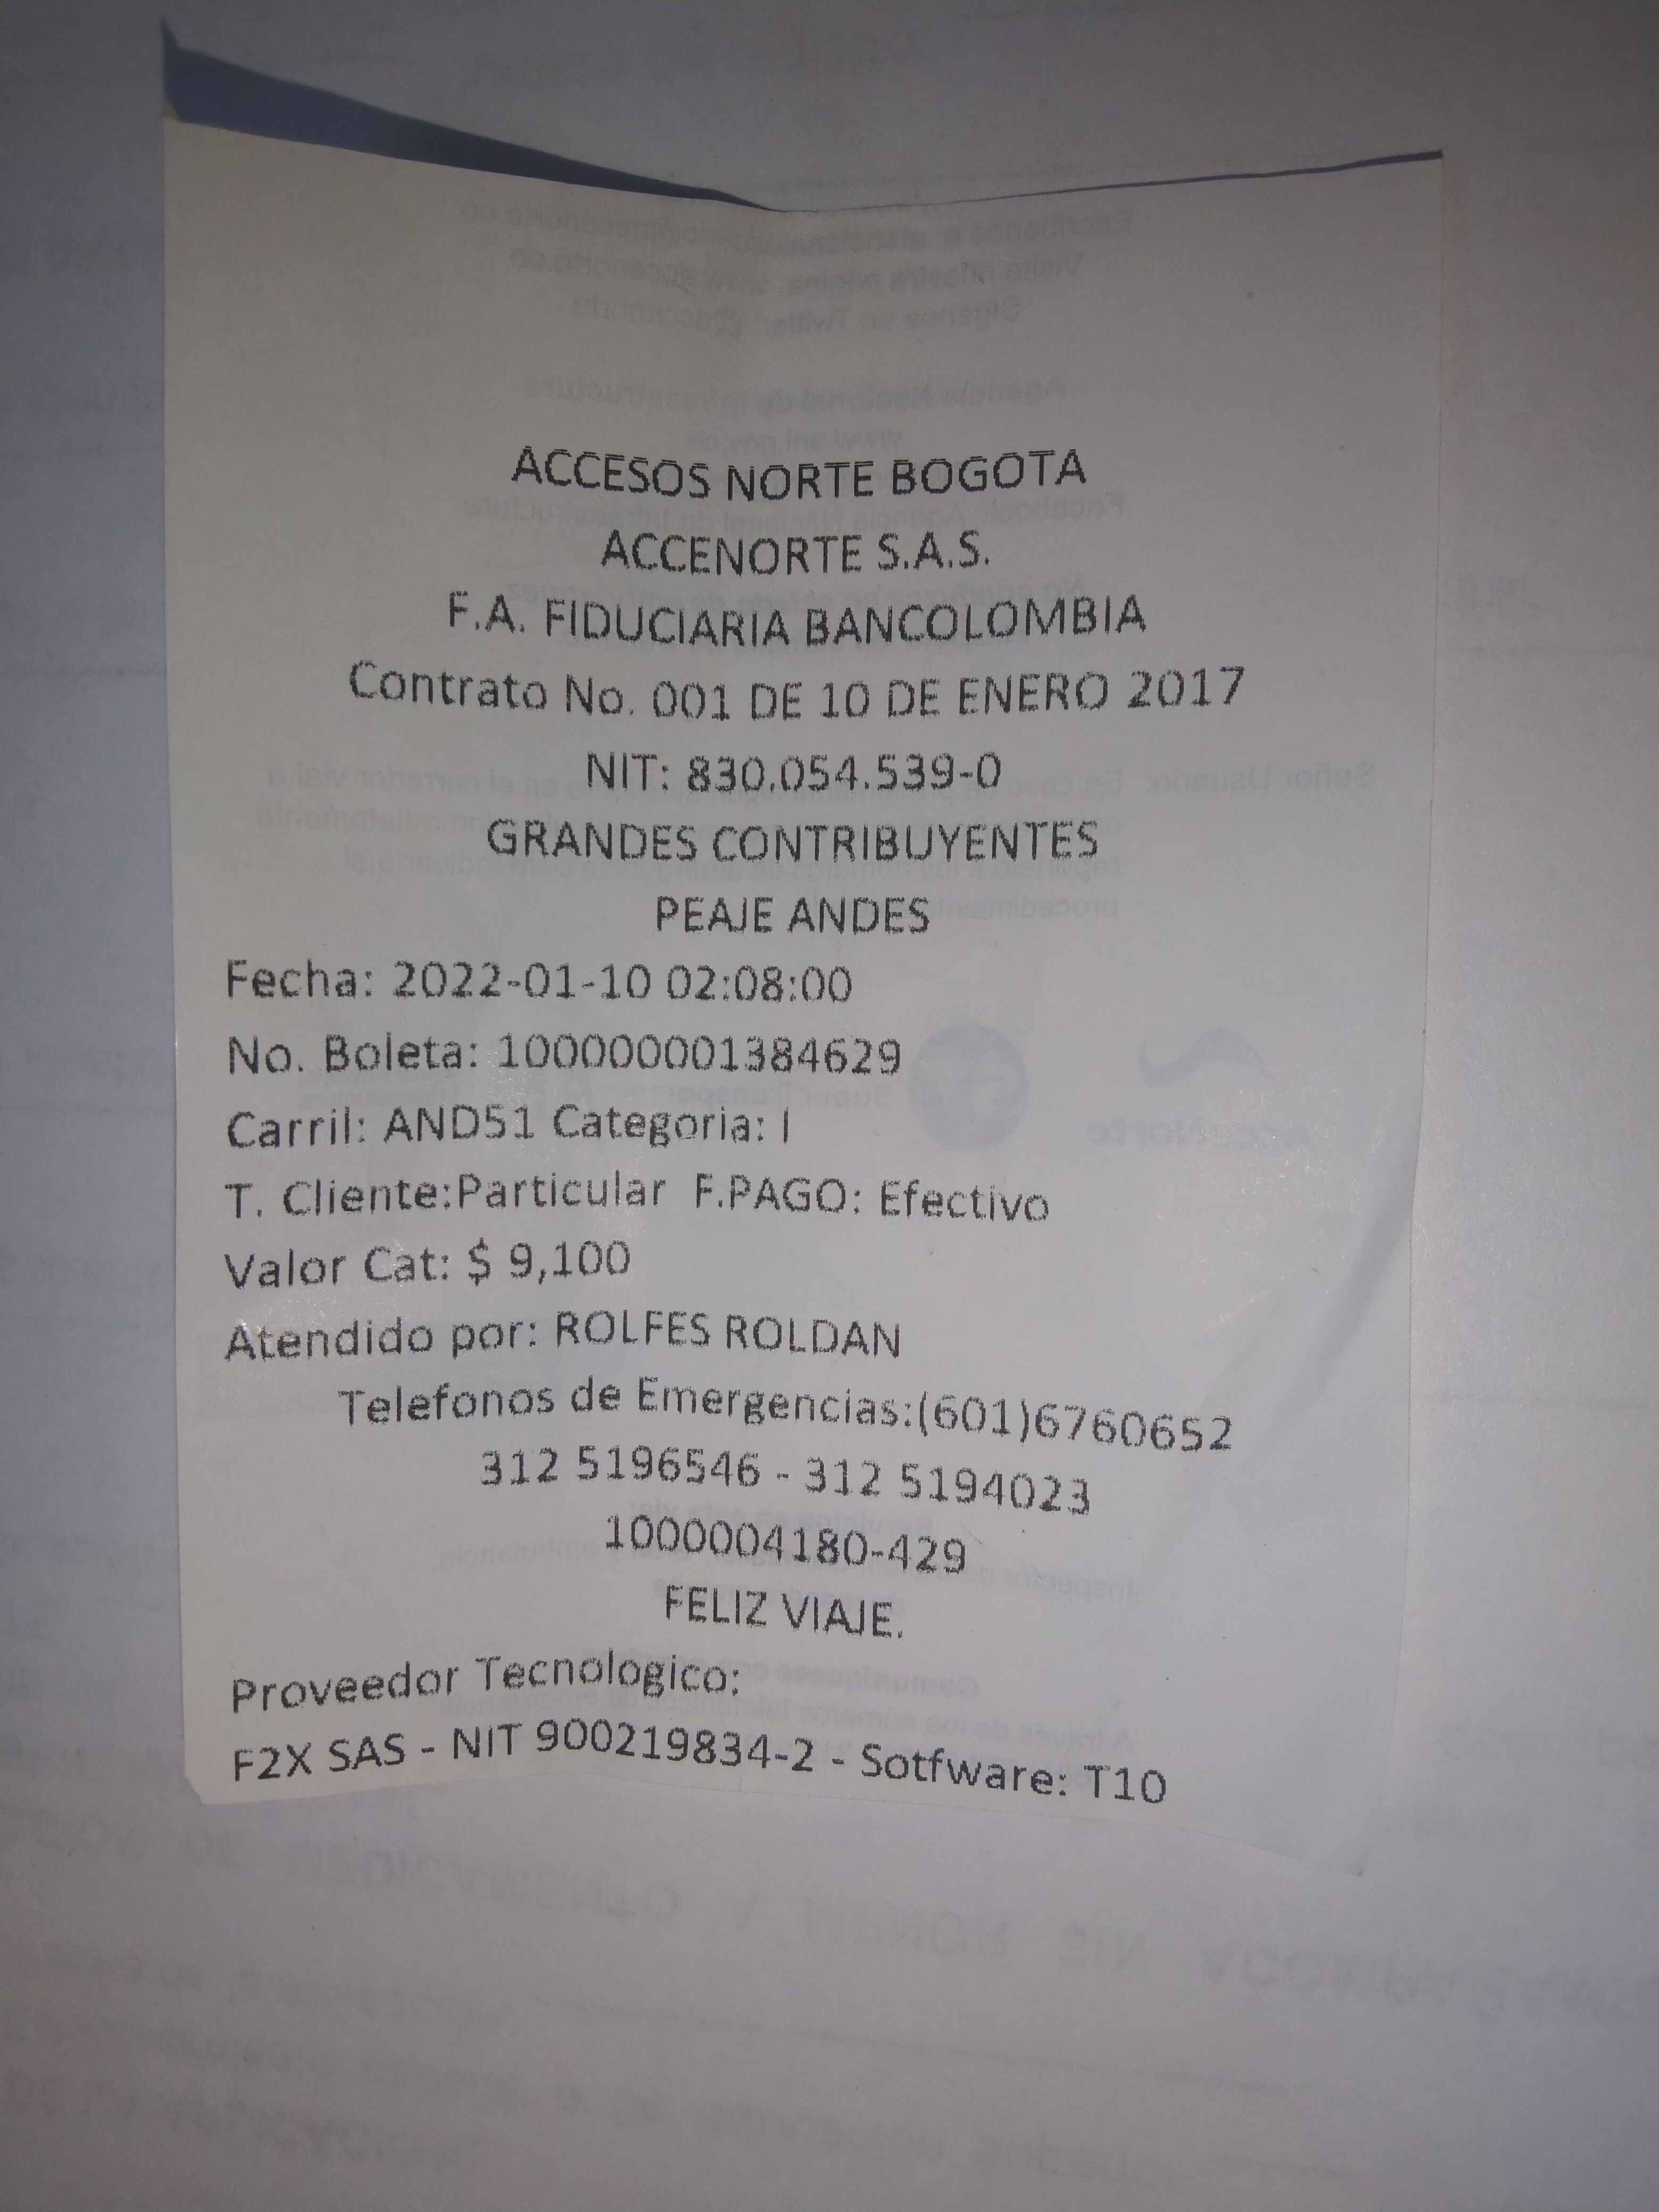 ACCESOS NORTE BOGOTA
ACCENORTE S.A.S.
F.A. FIDUCIARIA BANCOLOMBIA
Contrato No. 001 DE 10 DE ENERO 2017
NIT: 830.054.539-0
GRANDES CONTRIBUYENTES
PEAJE ANDES
Fecha: 2022-01-10 02:08:00
No. Boleta: 100000001384629
Carril: AND51 Categoria: I
T. Cliente:Particular F.PAGO: Efectivo
Valor Cat: $ 9,100
Atendido por: ROLFES ROLDAN
Telefonos de Emergencias:(601)6760652
312 5196546 - 312 5194023
1000004180-429
FELIZ VIAJE.
Proveedor Tecnologico:
F2X SAS - NIT 900219834-2 - Sotfware: T10